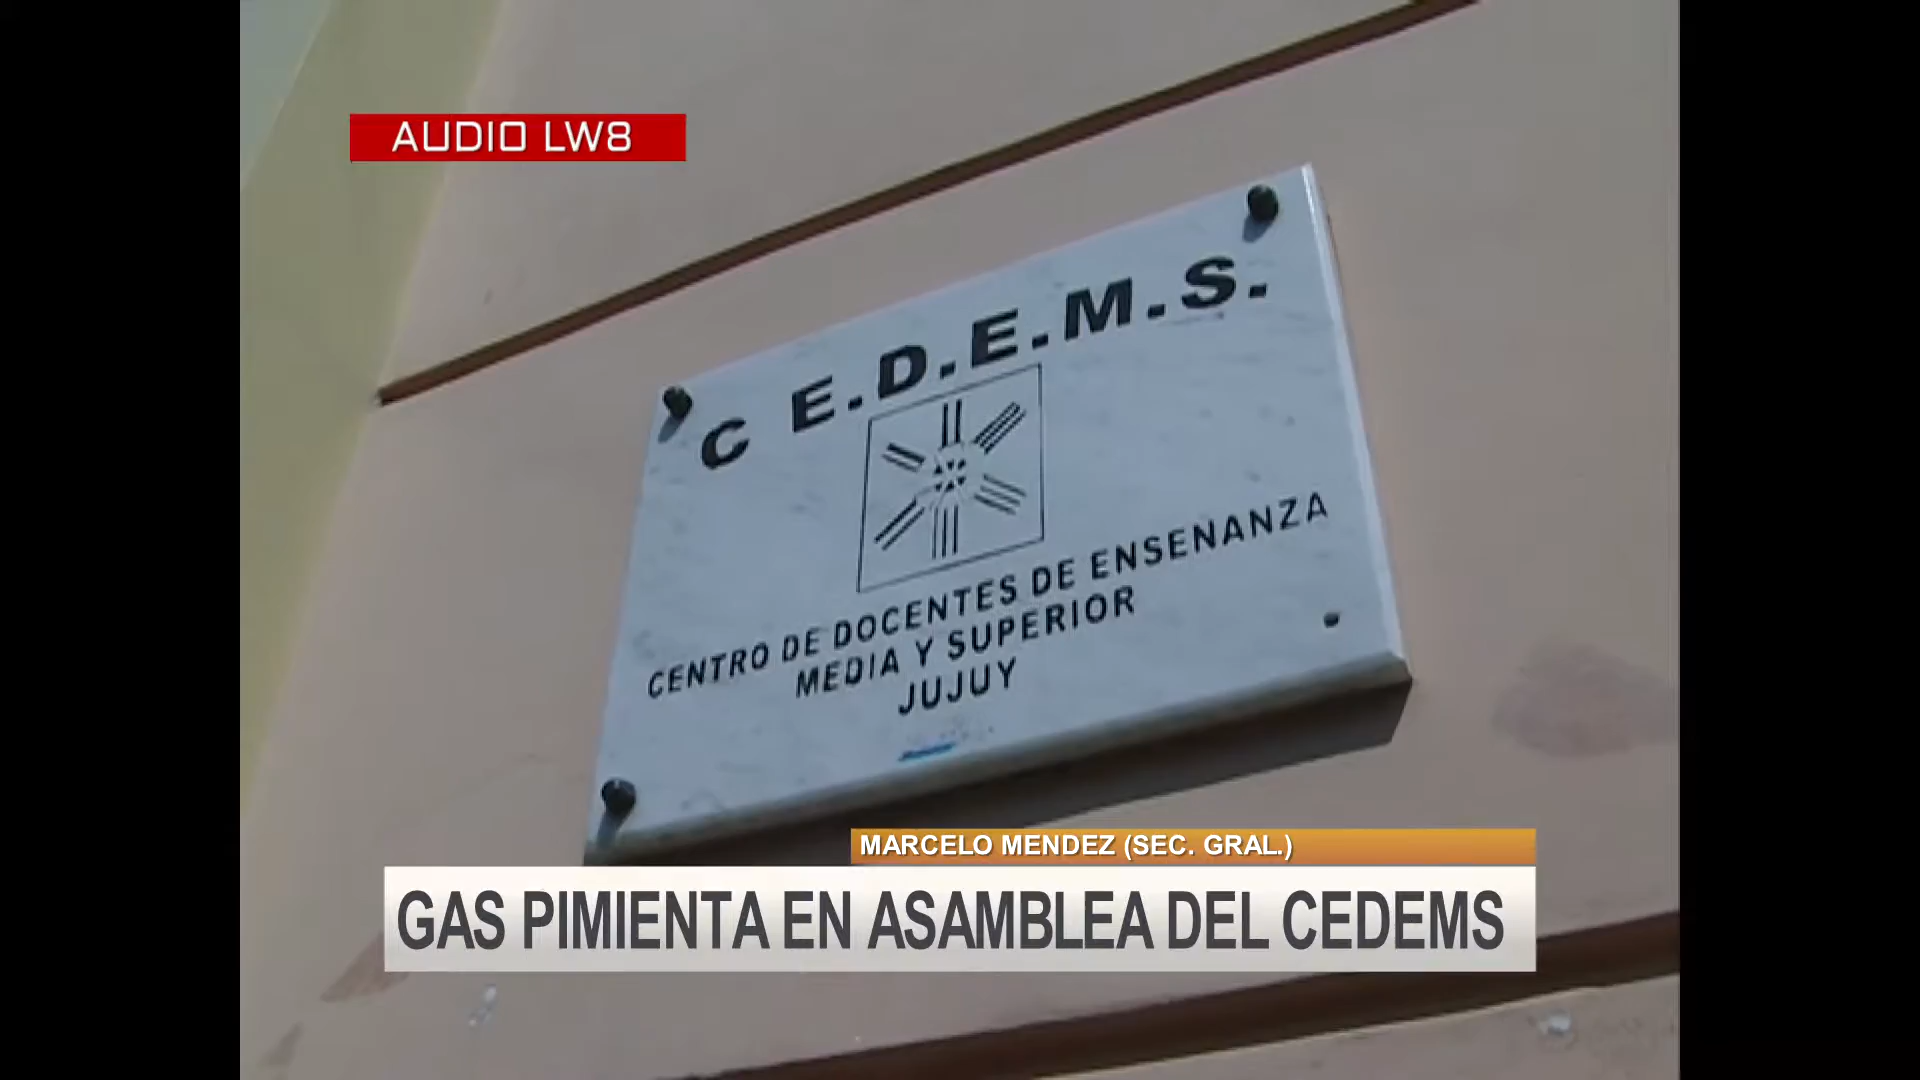 AUDIO LW8
C E.D.E.M.S.
CENTRO DE DOCENTES DE ENSENANZA
MEDIA Y SUPERIOR
JUJUY
MARCELO MENDEZ (SEC. GRAL.)
GAS PIMIENTA EN ASAMBLEA DEL CEDEMS